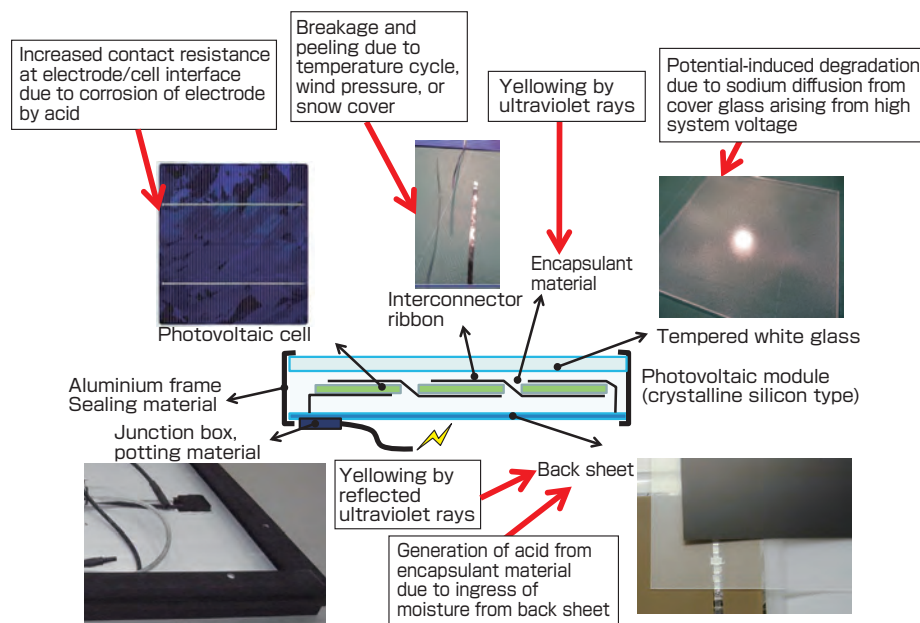 Increased contact resistance
at electrode/cell interface
due to corrosion of electrode
by acid
Breakage and
peeling due to
temperature cycle,
wind pressure, or
snow cover
Yellowing by
ultraviolet rays
Potential-induced degradation
due to sodium diffusion from
cover glass arising from high
system voltage
Photovoltaic cell
Interconnector
ribbon
Encapsulant
material
Tempered white glass
Aluminium frame
Sealing material
Photovoltaic module
(crystalline silicon type)
Junction box,
potting material
Yellowing by
reflected
ultraviolet rays
Back sheet
Generation of acid from
encapsulant material
due to ingress of
moisture from back sheet